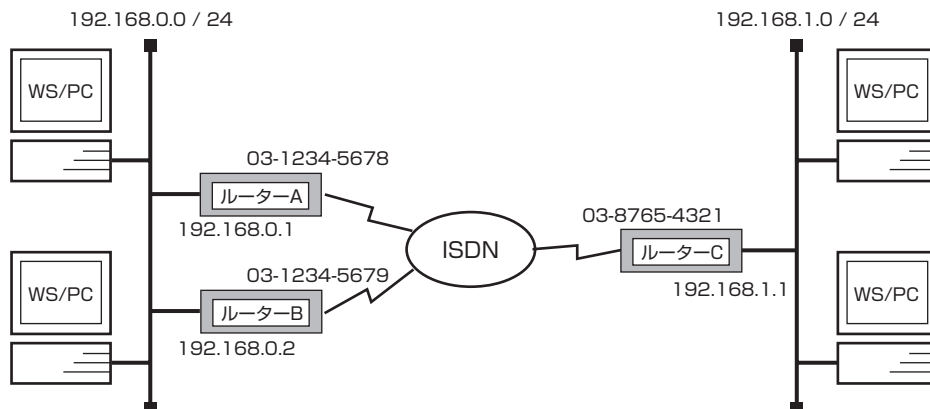 192.168.0.0 / 24
192.168.1.0 / 24
WS/PC
WS/PC
03-1234-5678
ルーターA
192.168.0.1
ISDN
03-8765-4321
ルーターC
192.168.1.1
03-1234-5679
ルーターB
192.168.0.2
WS/PC
WS/PC